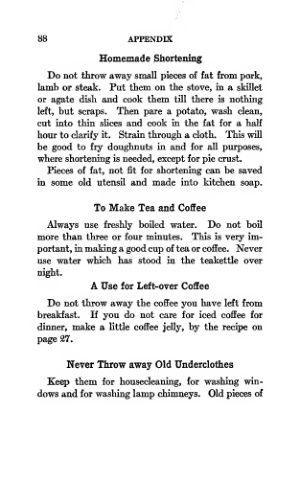 88 APPENDIX
Homemade Shortening
Do not throw away small pieces of fat from pork,
lamb or steak. Put them on the stove, in a skillet
or agate dish and cook them till there is nothing
left, but scraps. Then pare a potato, wash clean,
cut into thin slices and cook in the fat for a half
hour to clarify it. Strain through a cloth. This will
be good to fry doughnuts in and for all purposes,
where shortening is needed, except for pie crust.
Pieces of fat, not fit for shortening can be saved
in some old utensil and made into kitchen soap.
To Make Tea and Coffee
Always use freshly boiled water. Do not boil
more than three or four minutes. This is very im-
portant, in making a good cup of tea or coffee. Never
use water which has stood in the teakettle over
night.
A Use for Left-over Coffee
Do not throw away the coffee you have left from
breakfast. If you do not care for iced coffee for
dinner, make a little coffee jelly, by the recipe on
page 27.
Never Throw away Old Underclothes
Keep them for housecleaning, for washing win-
dows and for washing lamp chimneys. Old pieces of